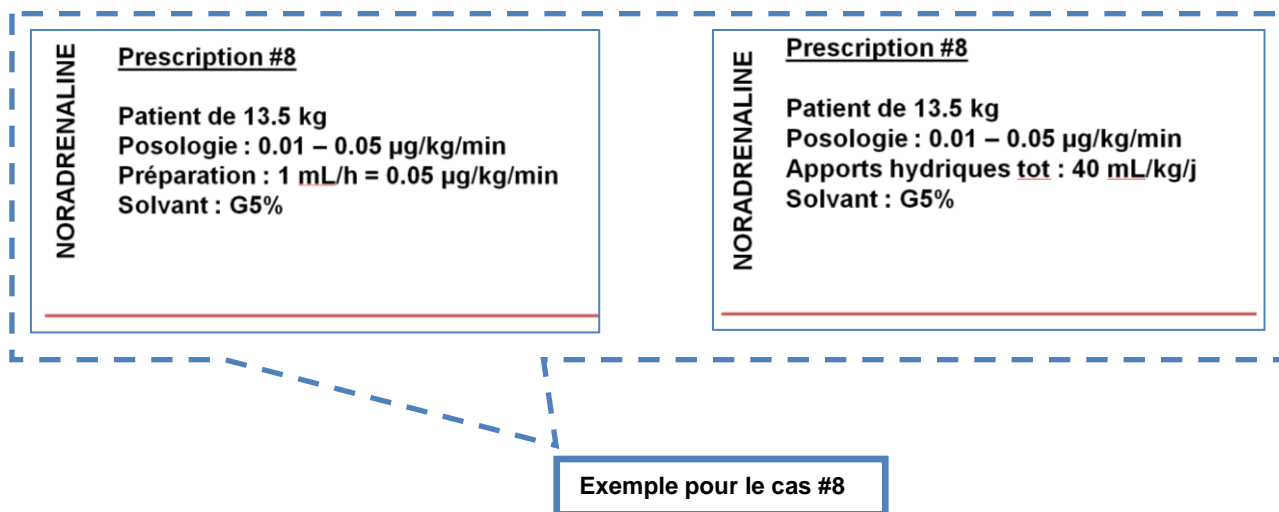 NORADRENALINE
Prescription #8
Patient de 13.5 kg
Posologie : 0.01 – 0.05 µg/kg/min
Préparation : 1 mL/h = 0.05 µg/kg/min
Solvant : G5%
NORADRENALINE
Prescription #8
Patient de 13.5 kg
Posologie : 0.01 – 0.05 µg/kg/min
Apports hydriques tot : 40 mL/kg/j
Solvant : G5%
Exemple pour le cas #8